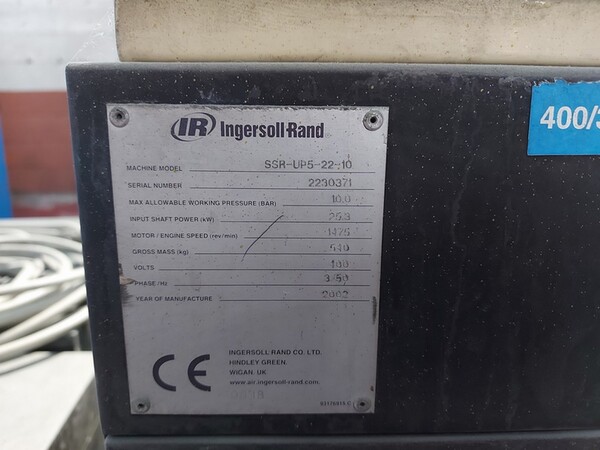 IR Ingersoll-Rand
MACHINE MODEL SSR-UP5-22-10
SERIAL NUMBER 2230371
MAX ALLOWABLE WORKING PRESSURE (BAR) 10.0
INPUT SHAFT POWER (kW) 25.3
MOTOR / ENGINE SPEED (rev/min)
GROSS MASS (kg)
VOLTS
PHASE/Hz 3/50
YEAR OF MANUFACTURE 2002
CE
INGERSOLL RAND CO. LTD.
HINDLEY GREEN
WIGAN. UK
www.air.ingersoll-rand.com
400/3